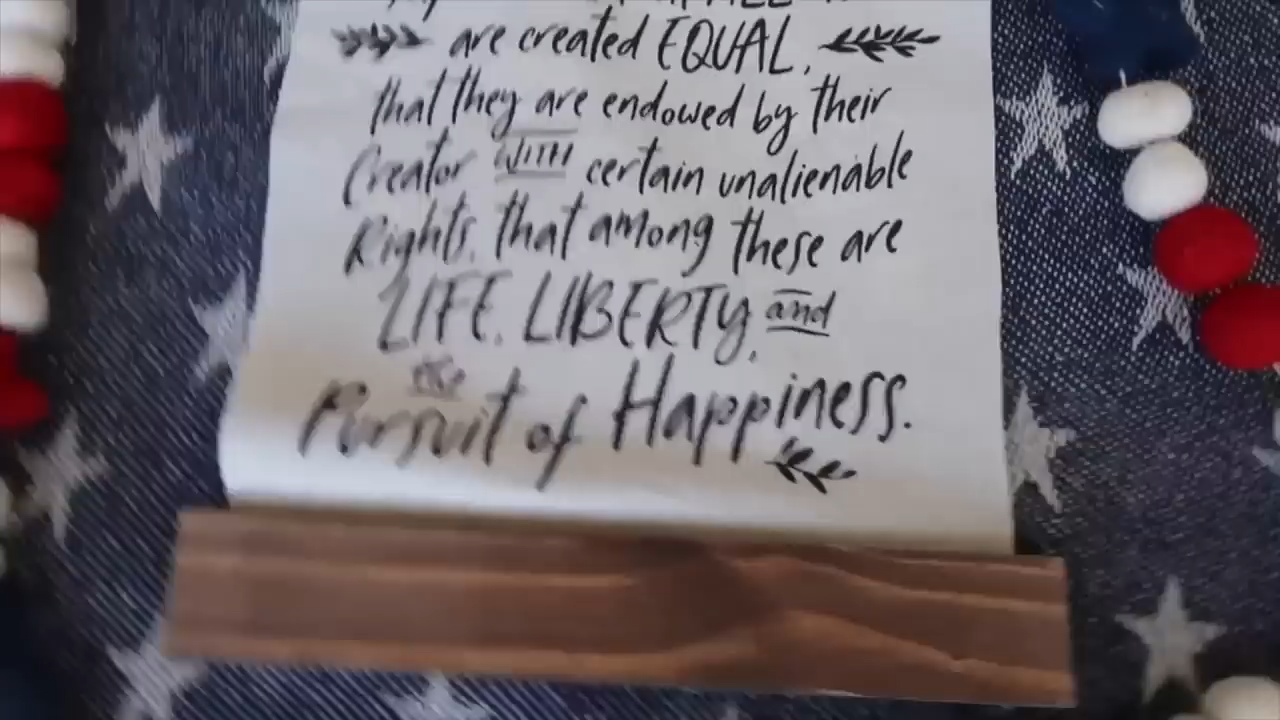 are created EQUAL,
that they are endowed by their
Creator WITH certain unalienable
Rights, that among these are
LIFE, LIBERTY, and
the
Pursuit of Happiness.